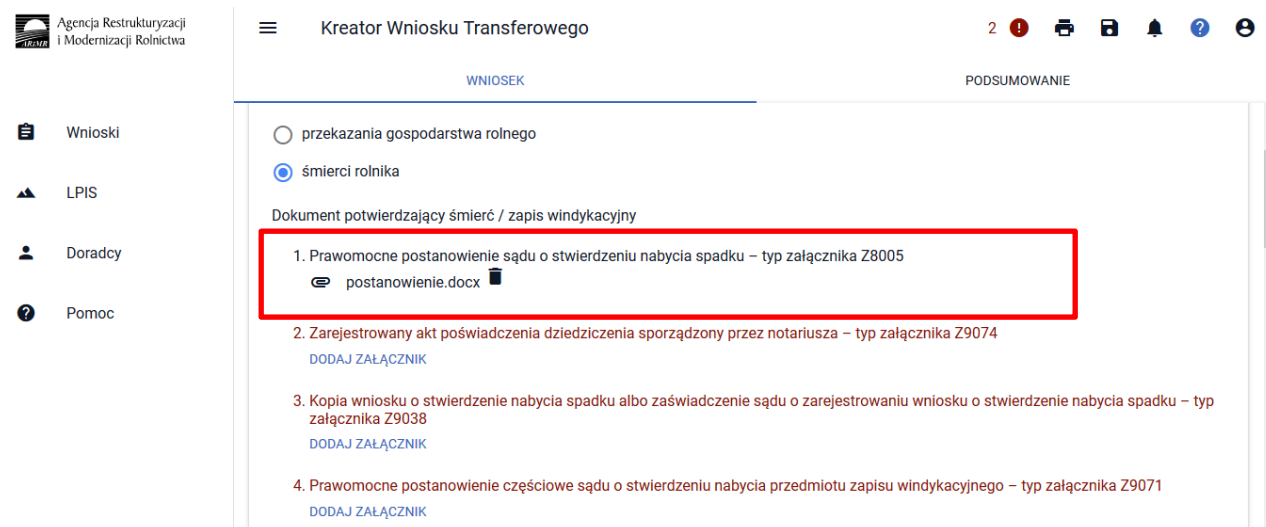 Agencja Restrukturyzacji
i Modernizacji Rolnictwa
ARiMR
Kreator Wniosku Transferowego
2
WNIOSEK
PODSUMOWANIE
Wnioski
LPIS
Doradcy
Pomoc
przekazania gospodarstwa rolnego
śmierci rolnika
Dokument potwierdzający śmierć / zapis windykacyjny
1. Prawomocne postanowienie sądu o stwierdzeniu nabycia spadku – typ załącznika Z8005
postanowienie.docx
2. Zarejestrowany akt poświadczenia dziedziczenia sporządzony przez notariusza – typ załącznika Z9074
DODAJ ZAŁĄCZNIK
3. Kopia wniosku o stwierdzenie nabycia spadku albo zaświadczenie sądu o zarejestrowaniu wniosku o stwierdzenie nabycia spadku – typ
załącznika Z9038
DODAJ ZAŁĄCZNIK
4. Prawomocne postanowienie częściowe sądu o stwierdzeniu nabycia przedmiotu zapisu windykacyjnego – typ załącznika Z9071
DODAJ ZAŁĄCZNIK